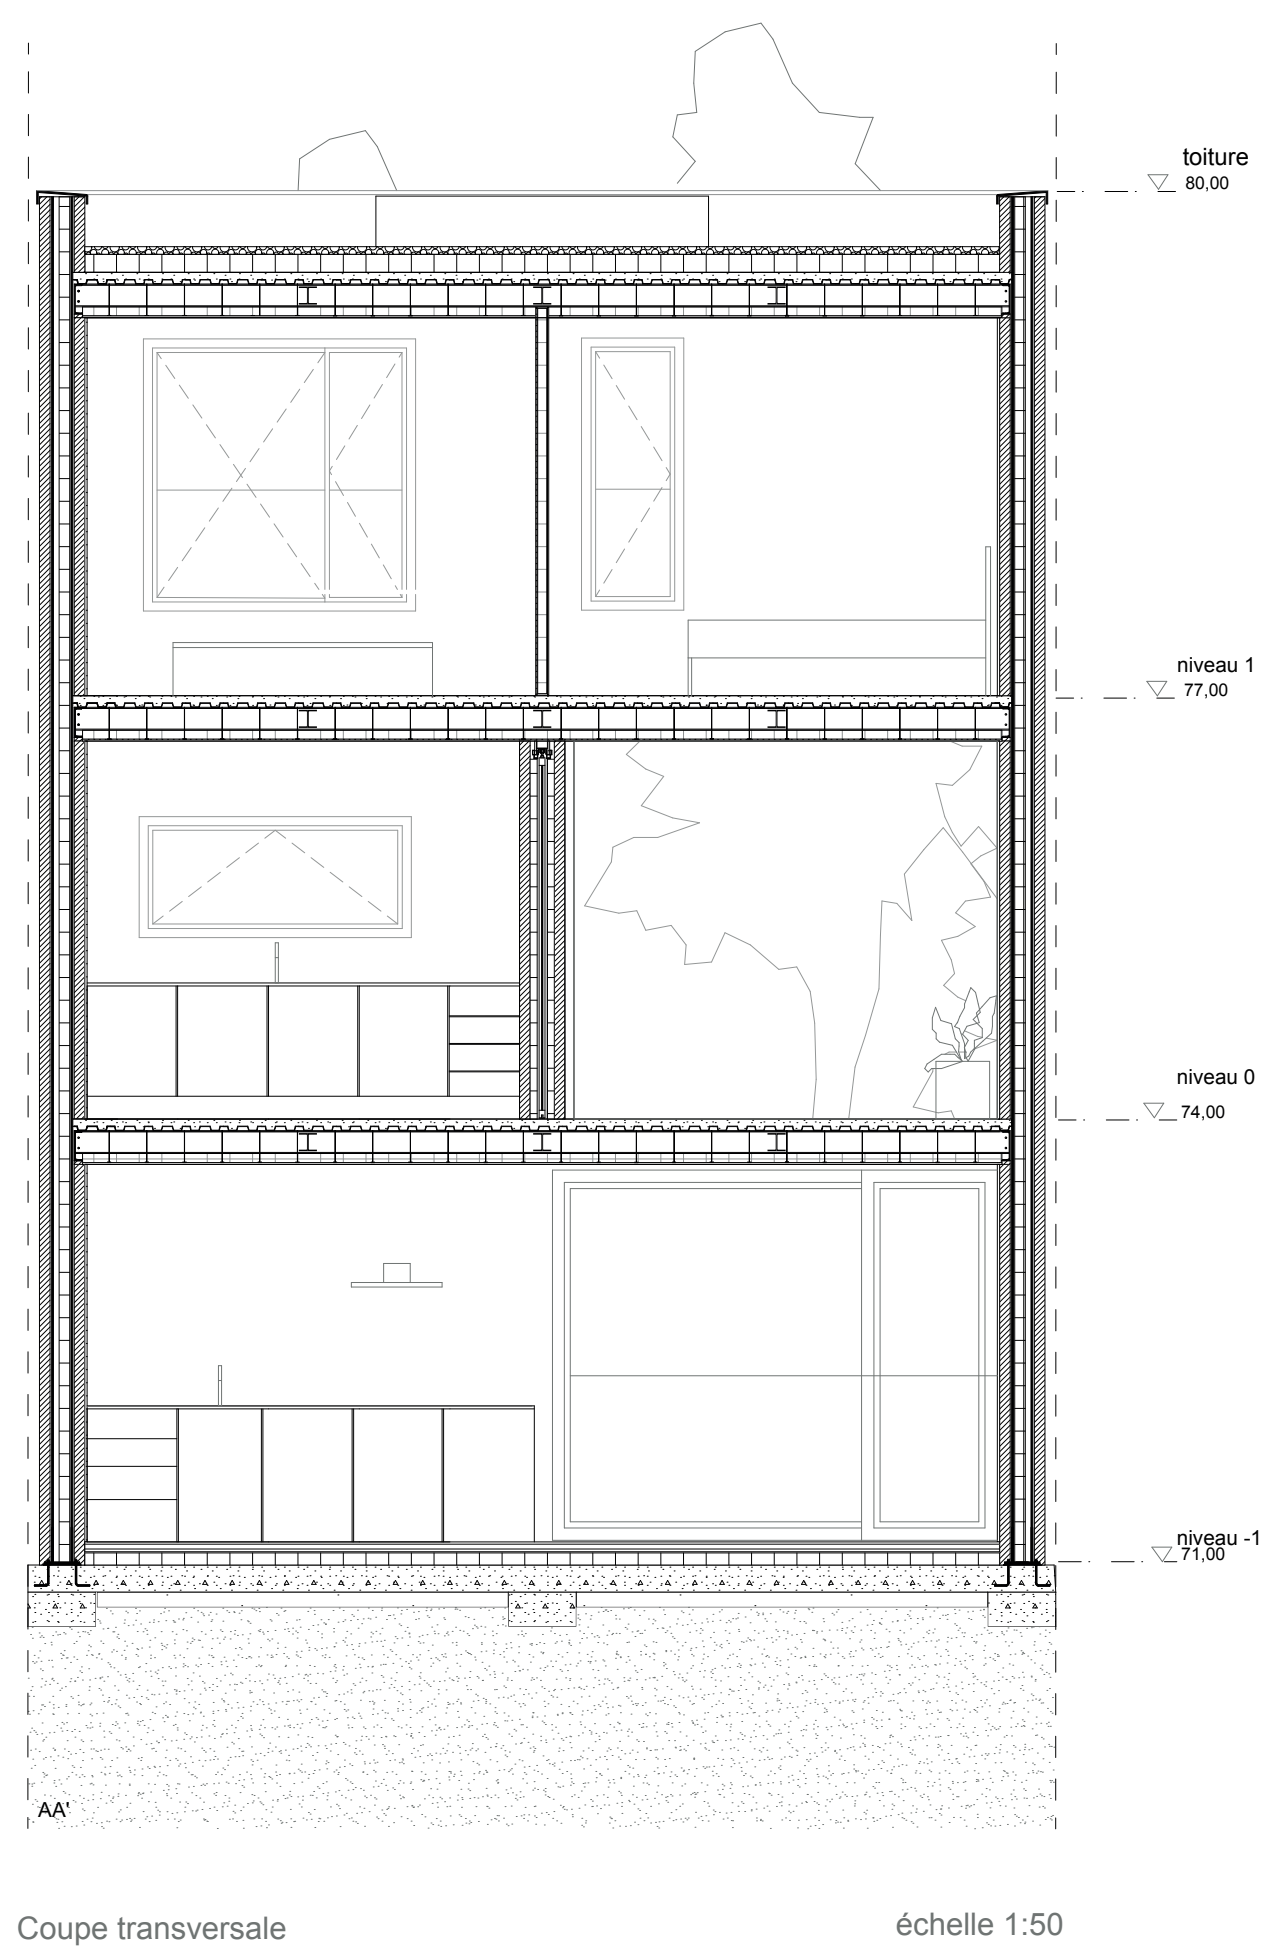 toiture
80,00
niveau 1
77,00
niveau 0
74,00
niveau -1
71,00
AA'
Coupe transversale
échelle 1:50